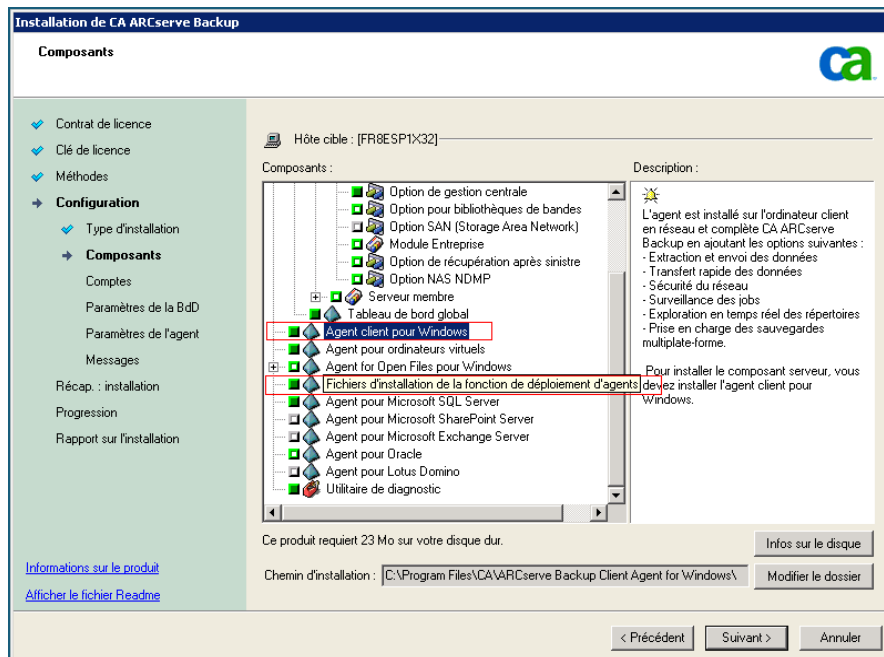 Installation de CA ARCserve Backup
Composants
ca
Contrat de licence
Clé de licence
Méthodes
Configuration
Type d'installation
Composants
Comptes
Paramètres de la BdD
Paramètres de l'agent
Messages
Récap. : installation
Progression
Rapport sur l'installation
Informations sur le produit
Afficher le fichier Readme
Hôte cible : [FR8ESP1X32]
Composants :
Option de gestion centrale
Option pour bibliothèques de bandes
Option SAN (Storage Area Network)
Module Entreprise
Option de récupération après sinistre
Option NAS NDMP
Serveur membre
Tableau de bord global
Agent client pour Windows
Agent pour ordinateurs virtuels
Agent for Open Files pour Windows
Fichiers d'installation de la fonction de déploiement d'agents
Agent pour Microsoft SQL Server
Agent pour Microsoft SharePoint Server
Agent pour Microsoft Exchange Server
Agent pour Oracle
Agent pour Lotus Domino
Utilitaire de diagnostic
Description :
L'agent est installé sur l'ordinateur client
en réseau et complète CA ARCserve
Backup en ajoutant les options suivantes :
- Extraction et envoi des données
- Transfert rapide des données
- Sécurité du réseau
- Surveillance des jobs
- Exploration en temps réel des répertoires
- Prise en charge des sauvegardes
multiplate-forme.
Pour installer le composant serveur, vous
devez installer l'agent client pour
Windows.
Ce produit requiert 23 Mo sur votre disque dur.
Infos sur le disque
Chemin d'installation : C:\Program Files\CA\ARCserve Backup Client Agent for Windows\
Modifier le dossier
< Précédent
Suivant >
Annuler